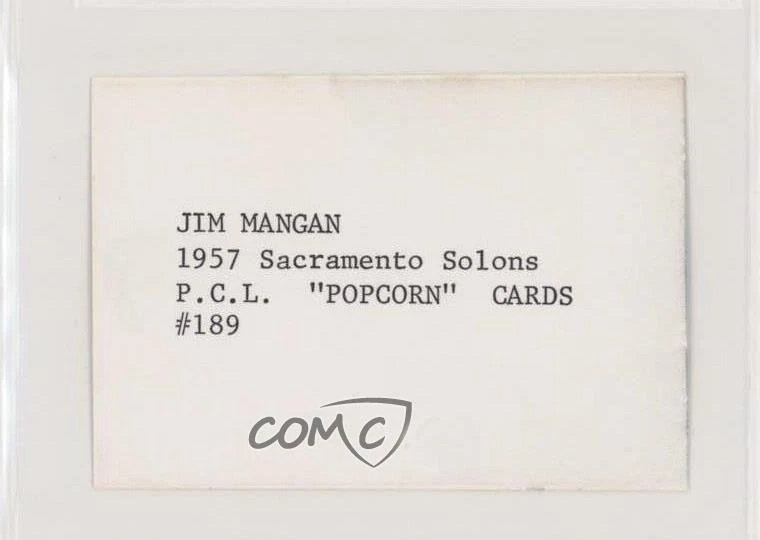 JIM MANGAN
1957 Sacramento Solons
P.C.L. "POPCORN" CARDS
#189
COMC